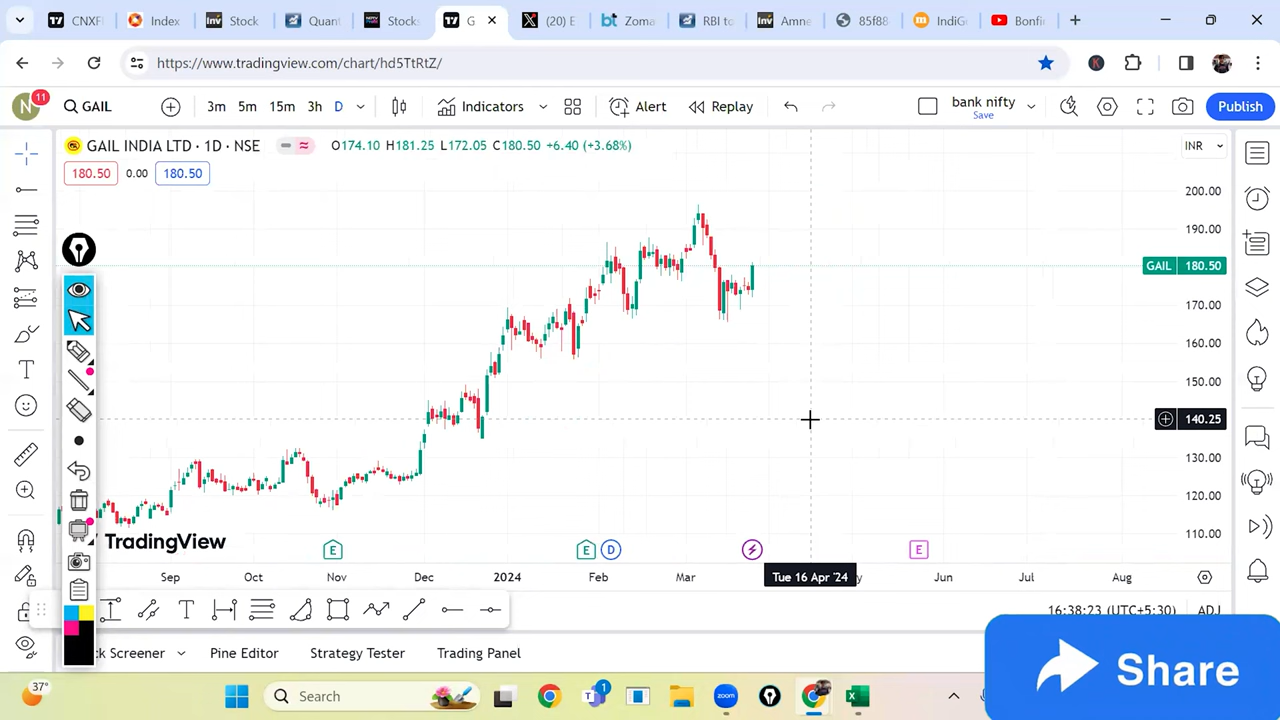 CNXF
Index
Stock
Quant
Stocks
G
(20) E
Zoma
RBI to
Amne
85f88
IndiGo
Bonfi
https://www.tradingview.com/chart/hd5TtRtZ/
N
11
GAIL
3m 5m 15m 3h D
Indicators
Alert
Replay
bank nifty
Save
Publish
GAIL INDIA LTD · 1D · NSE
O174.10 H181.25 L172.05 C180.50 +6.40 (+3.68%)
INR
180.50 0.00 180.50
200.00
190.00
GAIL 180.50
170.00
160.00
150.00
140.25
130.00
120.00
110.00
TradingView
E E D E
Sep Oct Nov Dec 2024 Feb Mar Tue 16 Apr '24 y Jun Jul Aug
16:38:23 (UTC+5:30) ADJ
Screener Pine Editor Strategy Tester Trading Panel
Share
37°
Search
1